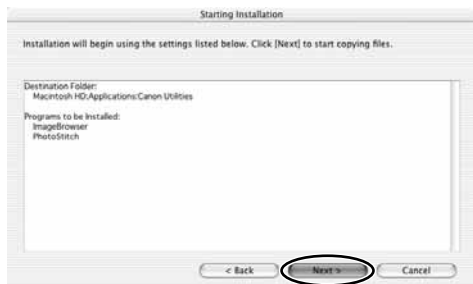 Starting Installation
Installation will begin using the settings listed below. Click [Next] to start copying files.
Destination Folder:
Macintosh HD:Applications:Canon Utilities
Programs to be Installed:
ImageBrowser
PhotoStitch
< Back
Next >
Cancel